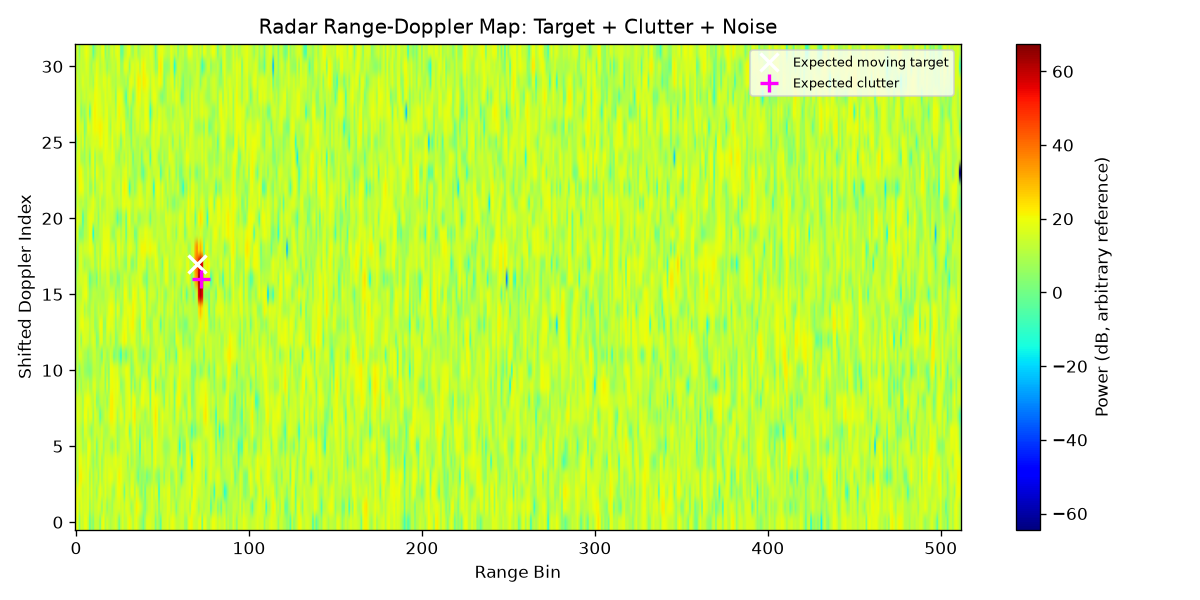 Radar Range-Doppler Map: Target + Clutter + Noise
Expected moving target
Expected clutter
Shifted Doppler Index
30
25
20
15
10
5
0
0 100 200 300 400 500
Range Bin
60
40
20
0
−20
−40
−60
Power (dB, arbitrary reference)